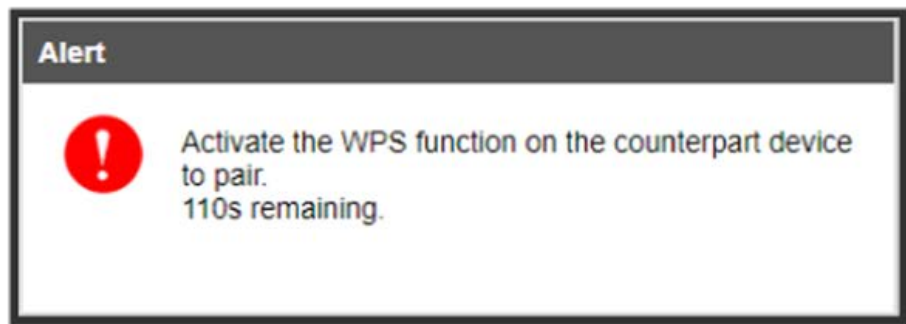 Alert
Activate the WPS function on the counterpart device
to pair.
110s remaining.